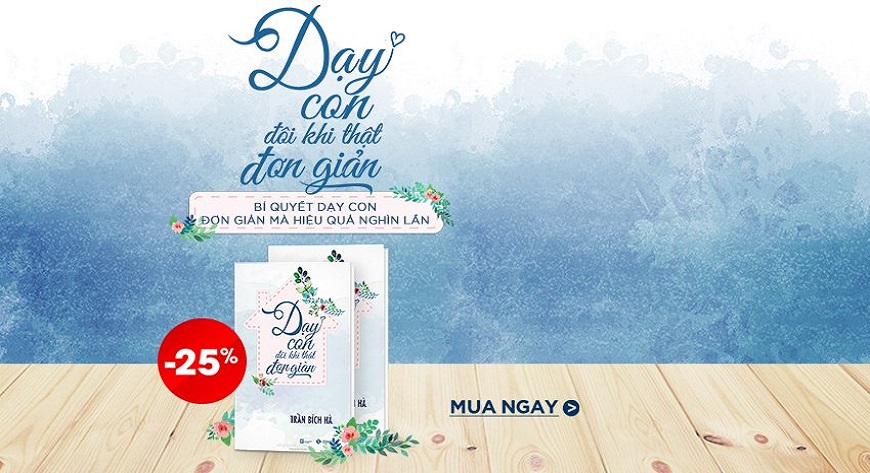 Dạy
con
đôi khi thật
đơn giản
BÍ QUYẾT DẠY CON
ĐƠN GIẢN MÀ HIỆU QUẢ NGHÌN LẦN
Dạy
con
đôi khi thật
đơn giản
TRẦN BÍCH HÀ
-25%
MUA NGAY